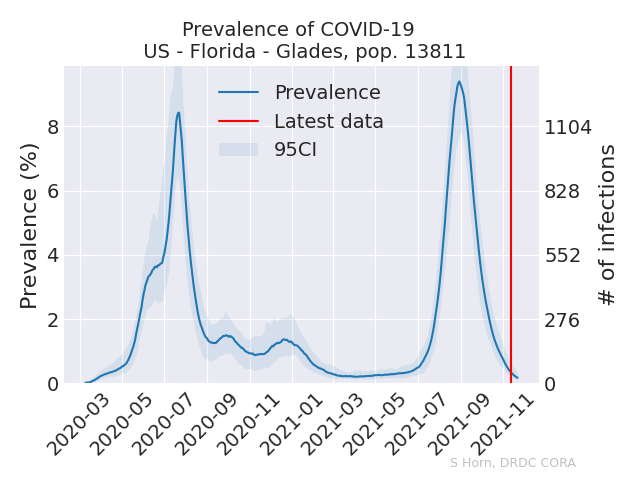 Prevalence of COVID-19
US - Florida - Glades, pop. 13811
Prevalence
Latest data
95CI
Prevalence (%)
8
6
4
2
0
1104
828
552
276
0
# of infections
2020-03
2020-05
2020-07
2020-09
2020-11
2021-01
2021-03
2021-05
2021-07
2021-09
2021-11
S Horn, DRDC CORA